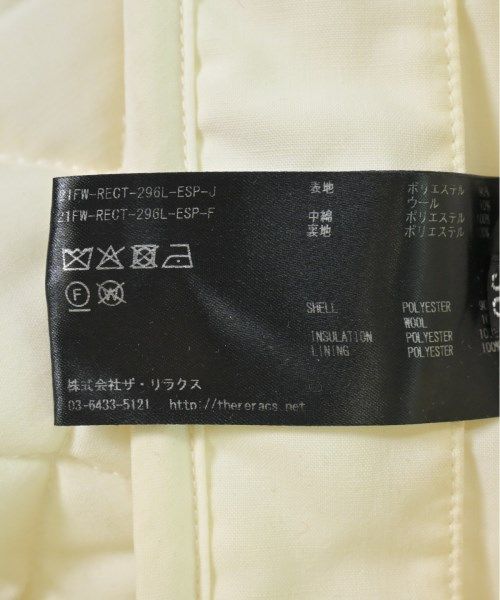 21FW-RECT-296L-ESP-J
21FW-RECT-296L-ESP-F
表地 ポリエステル
ウール
中綿 ポリエステル 100%
裏地 ポリエステル 100%
F W
SHELL POLYESTER
WOOL
INSULATION POLYESTER
LINING POLYESTER 100%
株式会社ザ・リラクス
03-6433-5121 http://thereracs.net